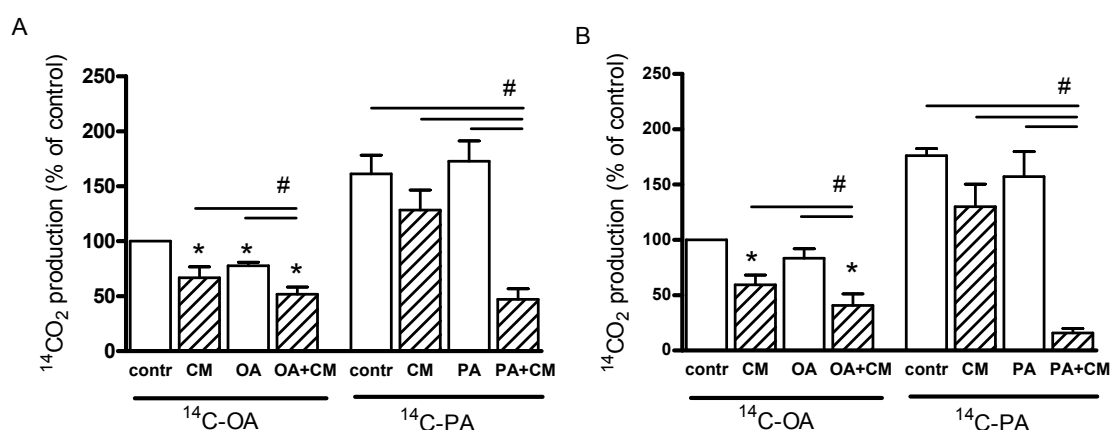 A
¹⁴CO₂ production (% of control)
250
200
150
100
50
0
#
#
* * *
contr CM OA OA+CM contr CM PA PA+CM
¹⁴C-OA ¹⁴C-PA
B
¹⁴CO₂ production (% of control)
250
200
150
100
50
0
#
#
* *
contr CM OA OA+CM contr CM PA PA+CM
¹⁴C-OA ¹⁴C-PA